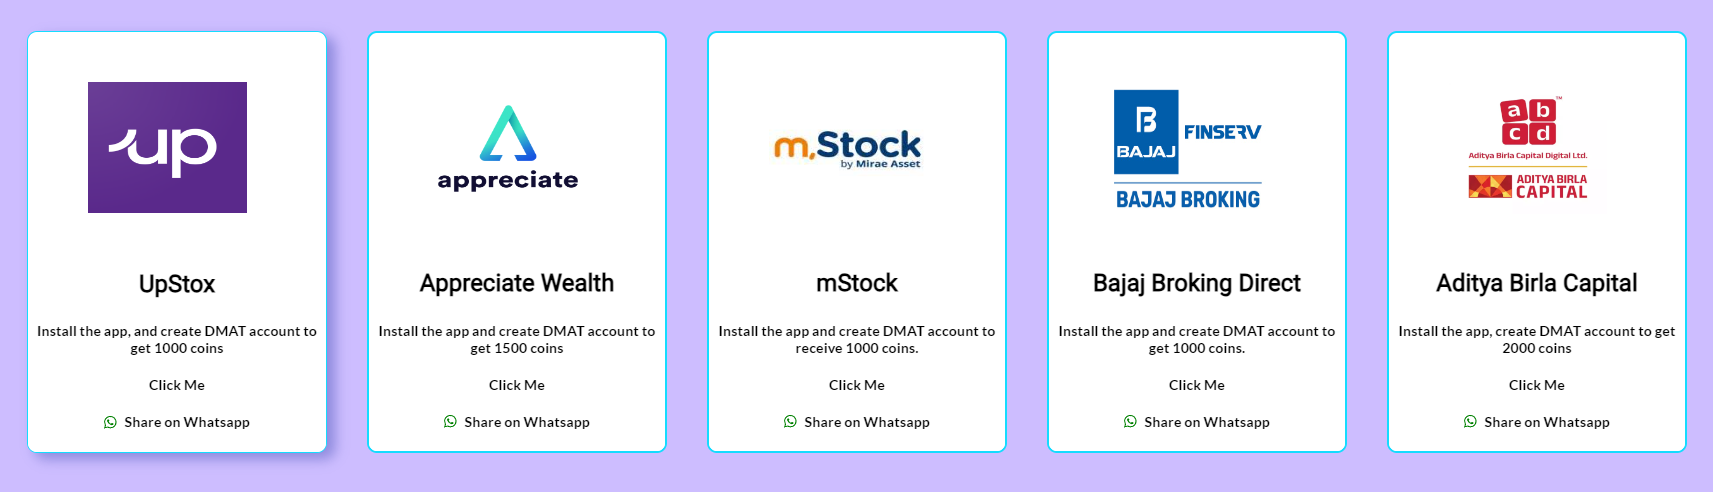 up
UpStox
Install the app, and create DMAT account to
get 1000 coins
Click Me
Share on Whatsapp
appreciate
Appreciate Wealth
Install the app and create DMAT account to
get 1500 coins
Click Me
Share on Whatsapp
m.Stock
by Mirae Asset
mStock
Install the app and create DMAT account to
receive 1000 coins.
Click Me
Share on Whatsapp
B
BAJAJ
FINSERV
BAJAJ BROKING
Bajaj Broking Direct
Install the app and create DMAT account to
get 1000 coins.
Click Me
Share on Whatsapp
a b ™
c d
Aditya Birla Capital Digital Ltd.
ADITYA BIRLA
CAPITAL
Aditya Birla Capital
Install the app, create DMAT account to get
2000 coins
Click Me
Share on Whatsapp